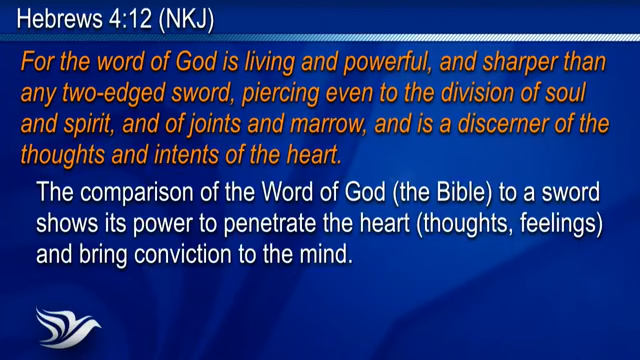 Hebrews 4:12 (NKJ)
For the word of God is living and powerful, and sharper than
any two-edged sword, piercing even to the division of soul
and spirit, and of joints and marrow, and is a discerner of the
thoughts and intents of the heart.
The comparison of the Word of God (the Bible) to a sword
shows its power to penetrate the heart (thoughts, feelings)
and bring conviction to the mind.